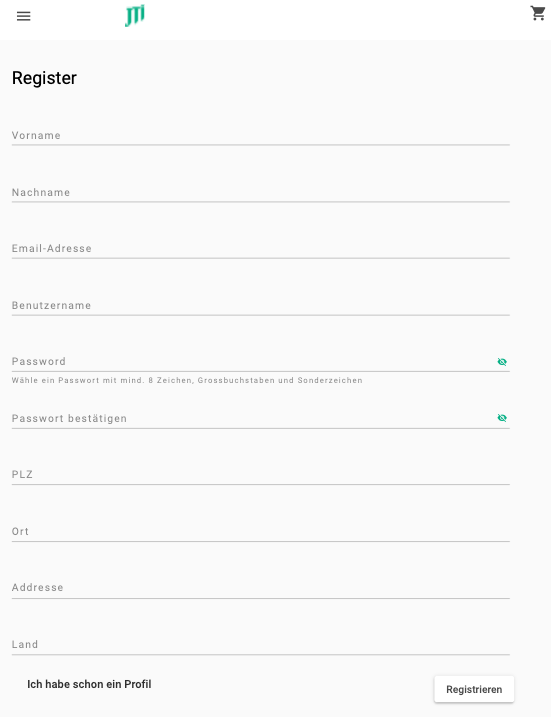 JTI
Register
Vorname
Nachname
Email-Adresse
Benutzername
Password
Wähle ein Passwort mit mind. 8 Zeichen, Grossbuchstaben und Sonderzeichen
Passwort bestätigen
PLZ
Ort
Addresse
Land
Ich habe schon ein Profil
Registrieren